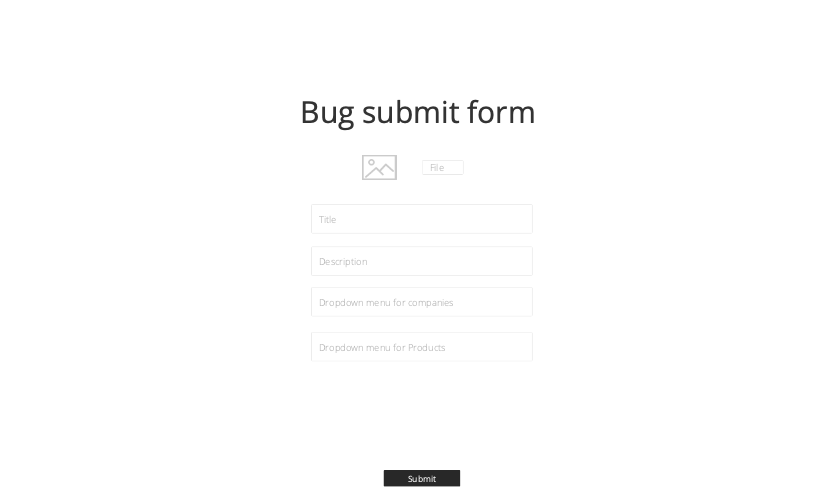 Bug submit form
File
Title
Description
Dropdown menu for companies
Dropdown menu for Products
Submit